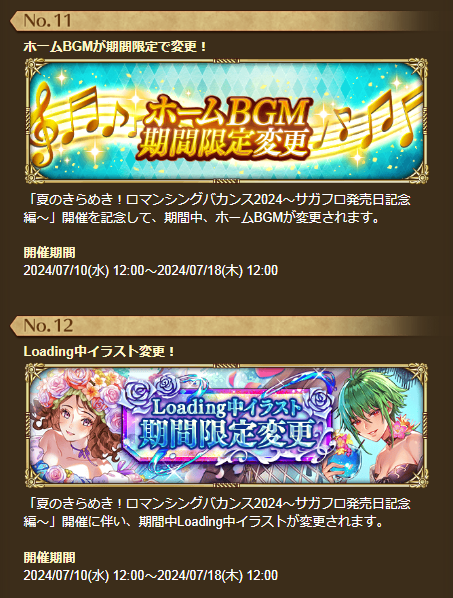 No.11
ホームBGMが期間限定で変更！
ホームBGM
期間限定変更
「夏のきらめき！ロマンシングバカンス2024～サガフロ発売日記念
編～」開催を記念して、期間中、ホームBGMが変更されます。
開催期間
2024/07/10(水) 12:00～2024/07/18(木) 12:00
No.12
Loading中イラスト変更！
Loading中イラスト
期間限定変更
「夏のきらめき！ロマンシングバカンス2024～サガフロ発売日記念
編～」開催に伴い、期間中Loading中イラストが変更されます。
開催期間
2024/07/10(水) 12:00～2024/07/18(木) 12:00